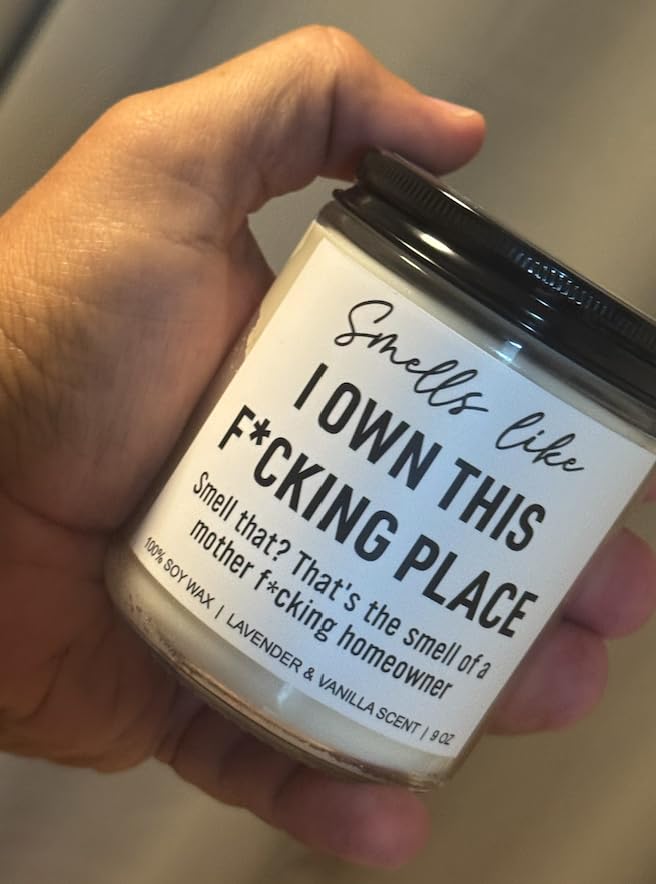 Smells like
I OWN THIS
F*CKING PLACE
Smell that? That's the smell of a
mother f*cking homeowner
100% SOY WAX | LAVENDER & VANILLA SCENT | 9 OZ